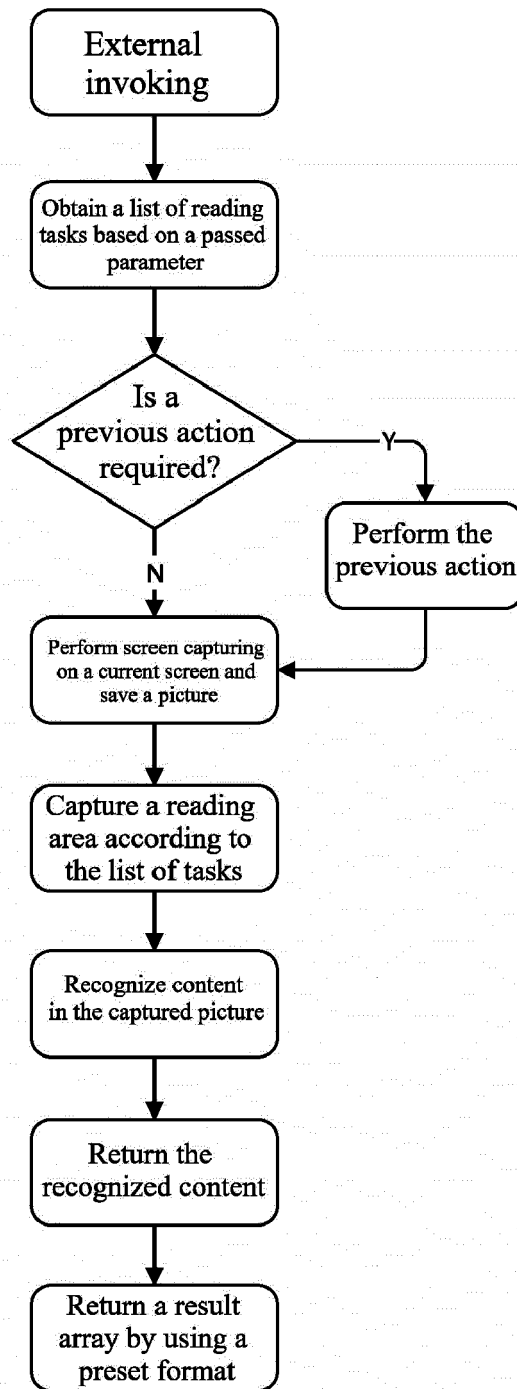 External
invoking
Obtain a list of reading
tasks based on a passed
parameter
Is a
previous action
required?
Y
Perform the
previous action
N
Perform screen capturing
on a current screen and
save a picture
Capture a reading
area according to
the list of tasks
Recognize content
in the captured picture
Return the
recognized content
Return a result
array by using a
preset format